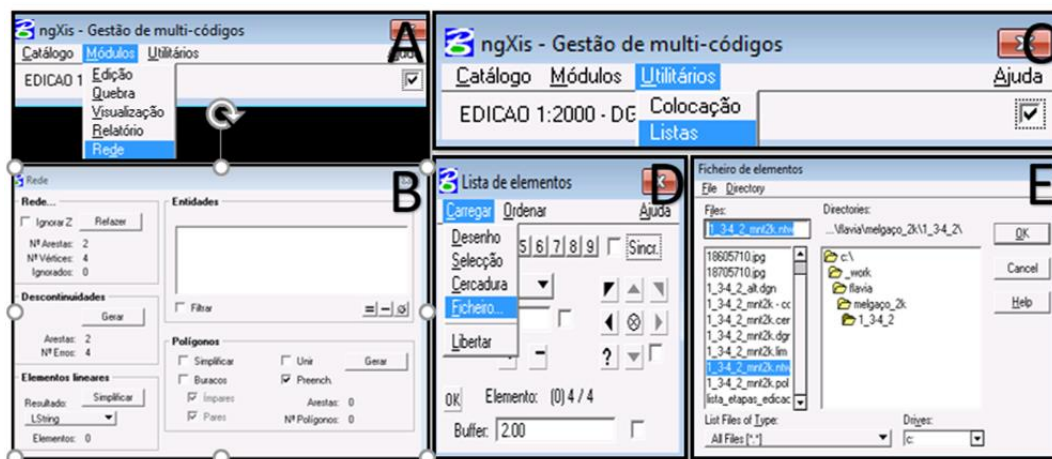 A
ngXis - Gestão de multi-códigos
Catálogo Módulos Utilitários
EDICAO 1
Edição
Quebra
Visualização
Relatório
Rede
B
Rede
Rede...
Ignorar Z Refazer
Nº Arestas: 2
Nº Vértices: 4
Ignorados: 0
Descontinuidades
Gerar
Arestas: 2
Nº Erros: 4
Elementos lineares
Resultado: Simplificar
LString
Elementos: 0
Entidades
Filtrar
Polígonos
Simplificar Unir Gerar
Buracos Preench.
Ímpares Arestas: 0
Pares Nº Polígonos: 0
C
ngXis - Gestão de multi-códigos
Catálogo Módulos Utilitários Ajuda
EDICAO 1:2000 - DG
Colocação
Listas
D
Lista de elementos
Carregar Ordenar Ajuda
Desenho
Selecção
Cercadura
Ficheiro...
Libertar
5 6 7 8 9 Sincr.
?
OK Elemento: (0) 4 / 4
Buffer: 2.00
E
Ficheiro de elementos
File Directory
Files:
1_3-4_2_mnt2k.ntw
18605710.jpg
18705710.jpg
1_3-4_2_alt.dgn
1_3-4_2_mnt2k - cc
1_3-4_2_mnt2k.cer
1_3-4_2_mnt2k.dgr
1_3-4_2_mnt2k.lim
1_3-4_2_mnt2k.ntw
1_3-4_2_mnt2k.pol
lista_etapas_edicac
List Files of Type:
All Files [*.*]
Directories:
...\flavia\melgaço_2k\1_3-4_2\
c:\
_work
flavia
melgaço_2k
1_3-4_2
Drives:
c:
OK
Cancel
Help